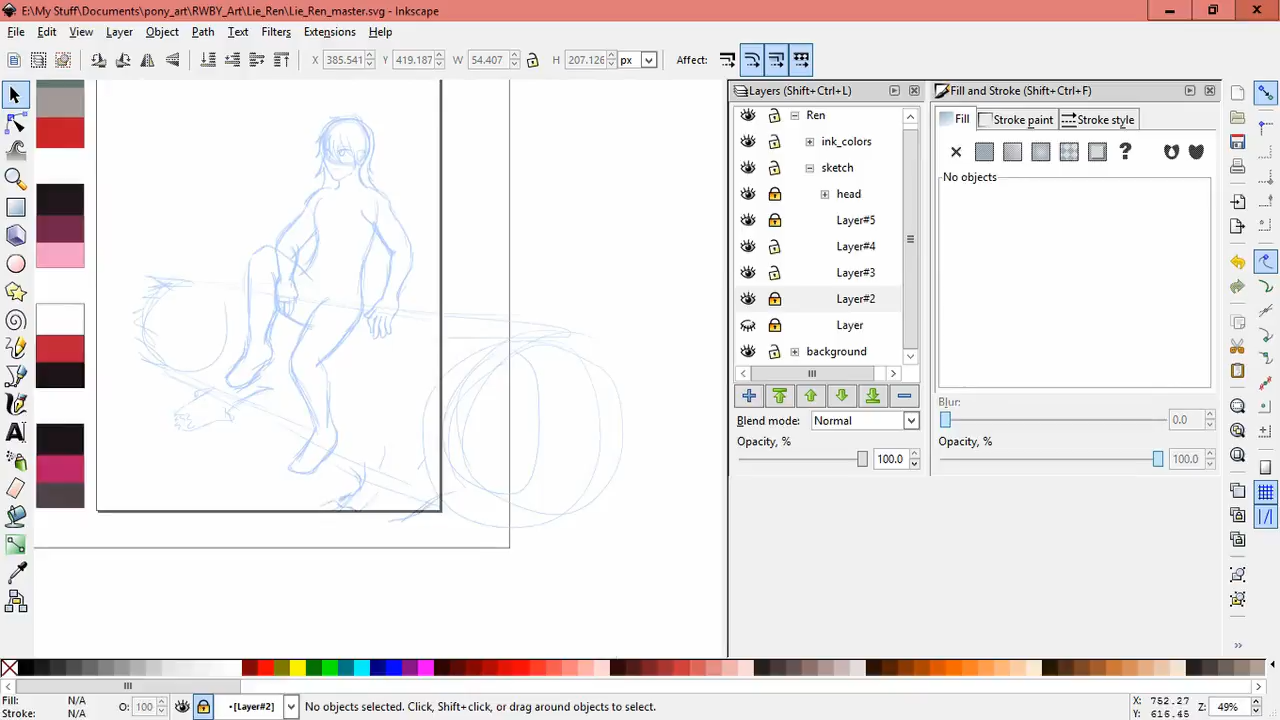 E:\My Stuff\Documents\pony_art\RWBY_Art\Lie_Ren\Lie_Ren_master.svg - Inkscape
File Edit View Layer Object Path Text Filters Extensions Help
X 385.541 Y 419.187 W 54.407 H 207.126 px Affect:
Layers (Shift+Ctrl+L) Fill and Stroke (Shift+Ctrl+F)
Ren
Fill Stroke paint Stroke style
ink_colors
sketch
?
No objects
head
Layer#5
Layer#4
Layer#3
Layer#2
Layer
background
Blend mode: Normal
Opacity, % 100.0
Blur:
0.0
Opacity, %
100.0
Fill: N/A
Stroke: N/A
O: 100
•[Layer#2]
No objects selected. Click, Shift+click, or drag around objects to select.
X: 752.27
Y: 616.45
Z: 49%